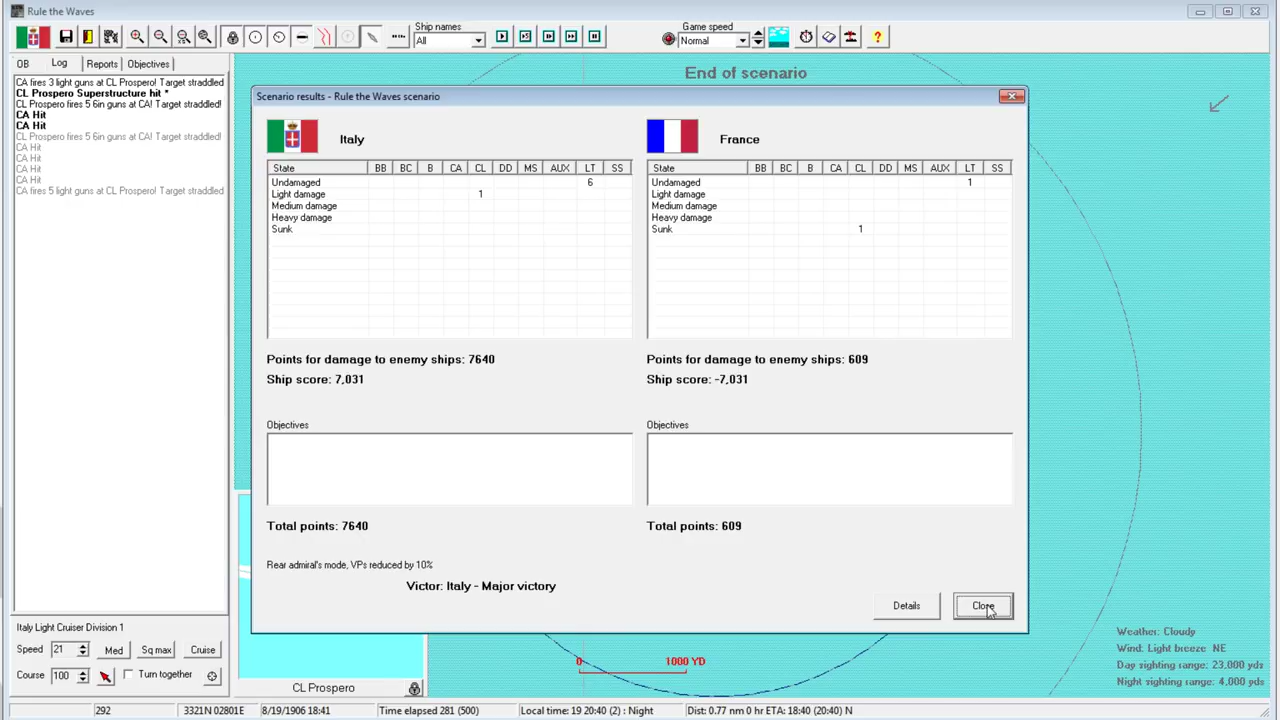 Rule the Waves
Ship names
All
Game speed
Normal
OB Log Reports Objectives
CA fires 3 light guns at CL Prospero! Target straddled
CL Prospero Superstructure hit *
CL Prospero fires 5 6in guns at CA! Target straddled!
CA Hit
CA Hit
CL Prospero fires 5 6in guns at CA! Target straddled!
CA Hit
CA Hit
CA Hit
CA Hit
CA fires 5 light guns at CL Prospero! Target straddled
End of scenario
Scenario results - Rule the Waves scenario
Italy
State BB BC B CA CL DD MS AUX LT SS
Undamaged 6
Light damage 1
Medium damage
Heavy damage
Sunk
Points for damage to enemy ships: 7640
Ship score: 7,031
Objectives
Total points: 7640
France
State BB BC B CA CL DD MS AUX LT SS
Undamaged 1
Light damage
Medium damage
Heavy damage
Sunk 1
Points for damage to enemy ships: 609
Ship score: -7,031
Objectives
Total points: 609
Rear admiral's mode, VPs reduced by 10%
Victor: Italy - Major victory
Details Close
Italy Light Cruiser Division 1
Speed 21 Med Sq max Cruise
Course 100 Turn together
CL Prospero
0 1000 YD
Weather: Cloudy
Wind: Light breeze NE
Day sighting range: 23,000 yds
Night sighting range: 4,000 yds
292 3321N 02801E 8/19/1906 18:41 Time elapsed 281 (500) Local time: 19 20:40 (2) : Night Dist: 0.77 nm 0 hr ETA: 18:40 (20:40) N